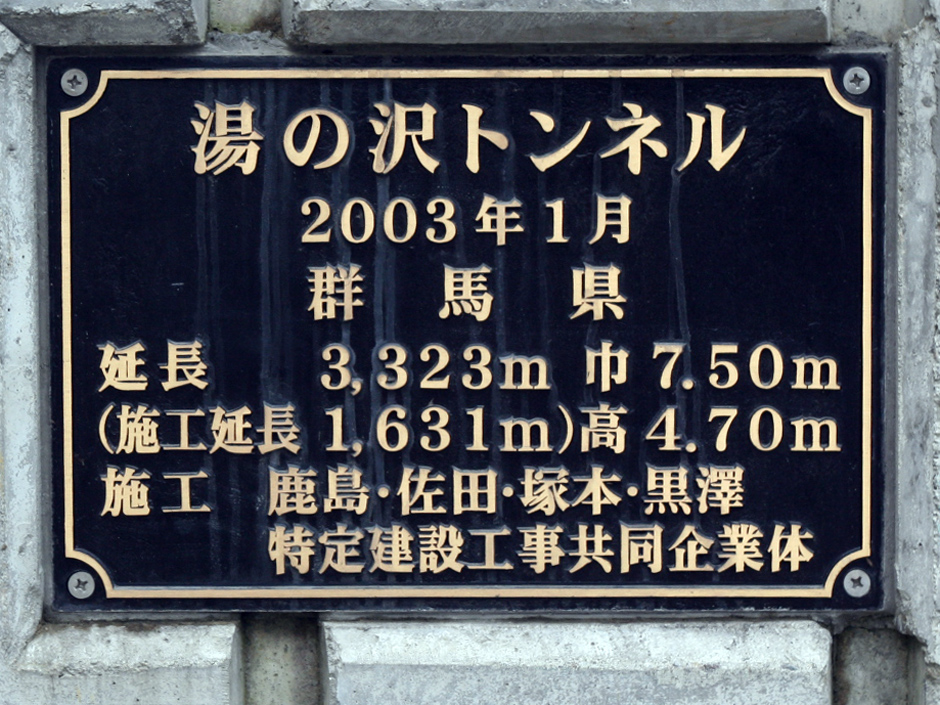 湯の沢トンネル
2003年1月
群馬県
延長 3,323m 巾 7.50m
(施工延長 1,631m)高 4.70m
施工 鹿島・佐田・塚本・黒澤
特定建設工事共同企業体